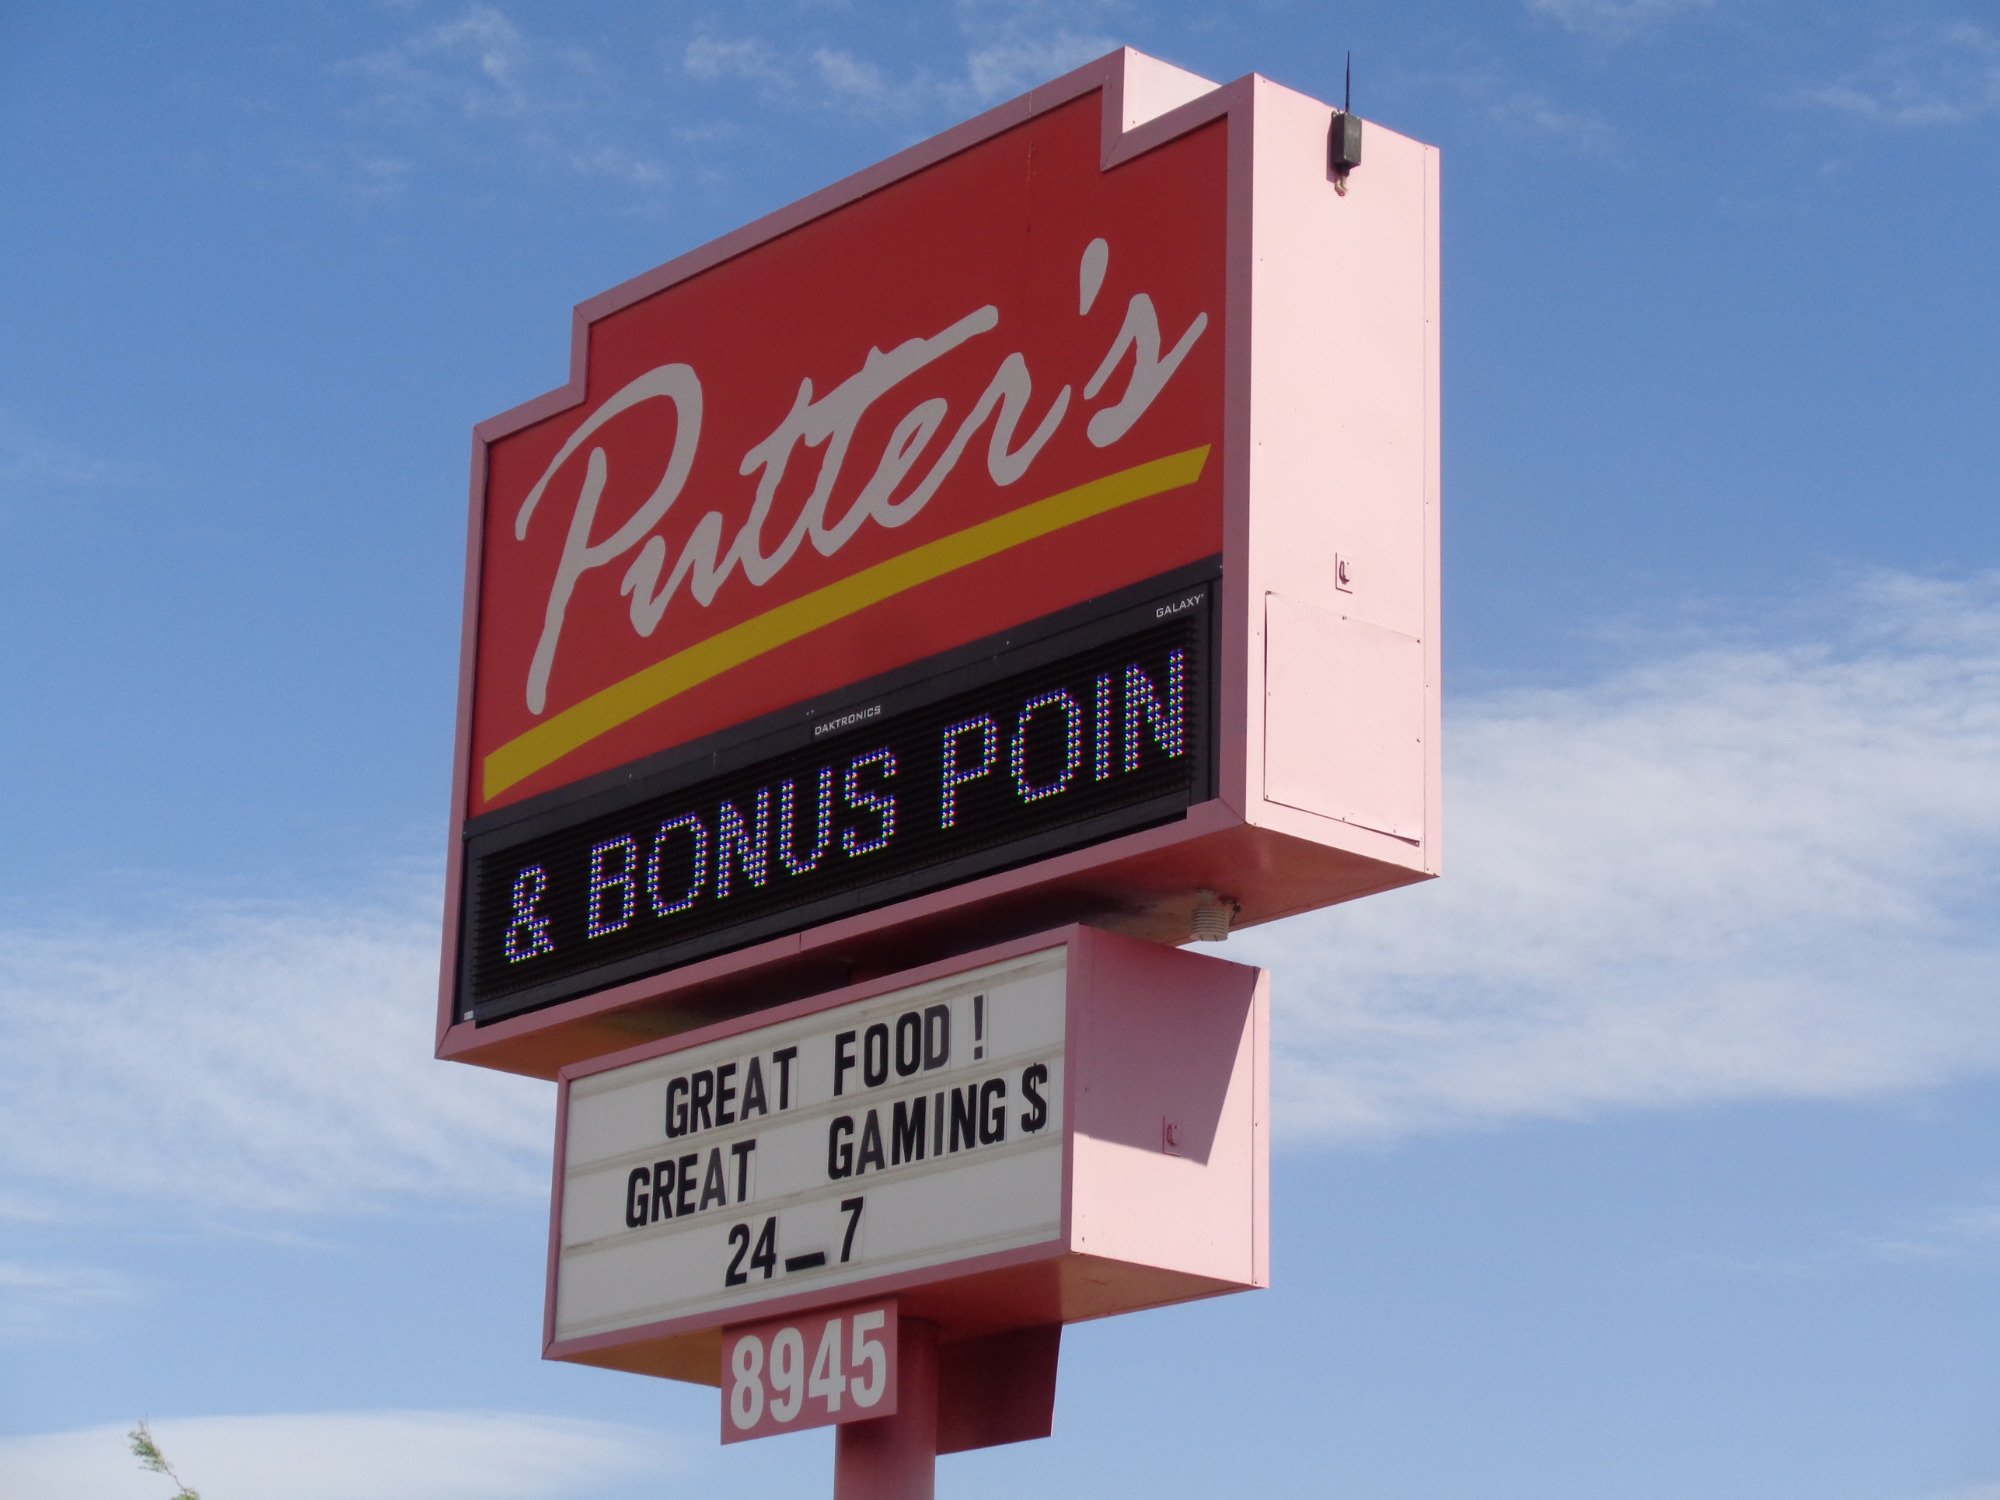 Putter's
GALAXY
DAKTRONICS
& BONUS POIN
GREAT FOOD!
GREAT GAMING$
24_7
8945